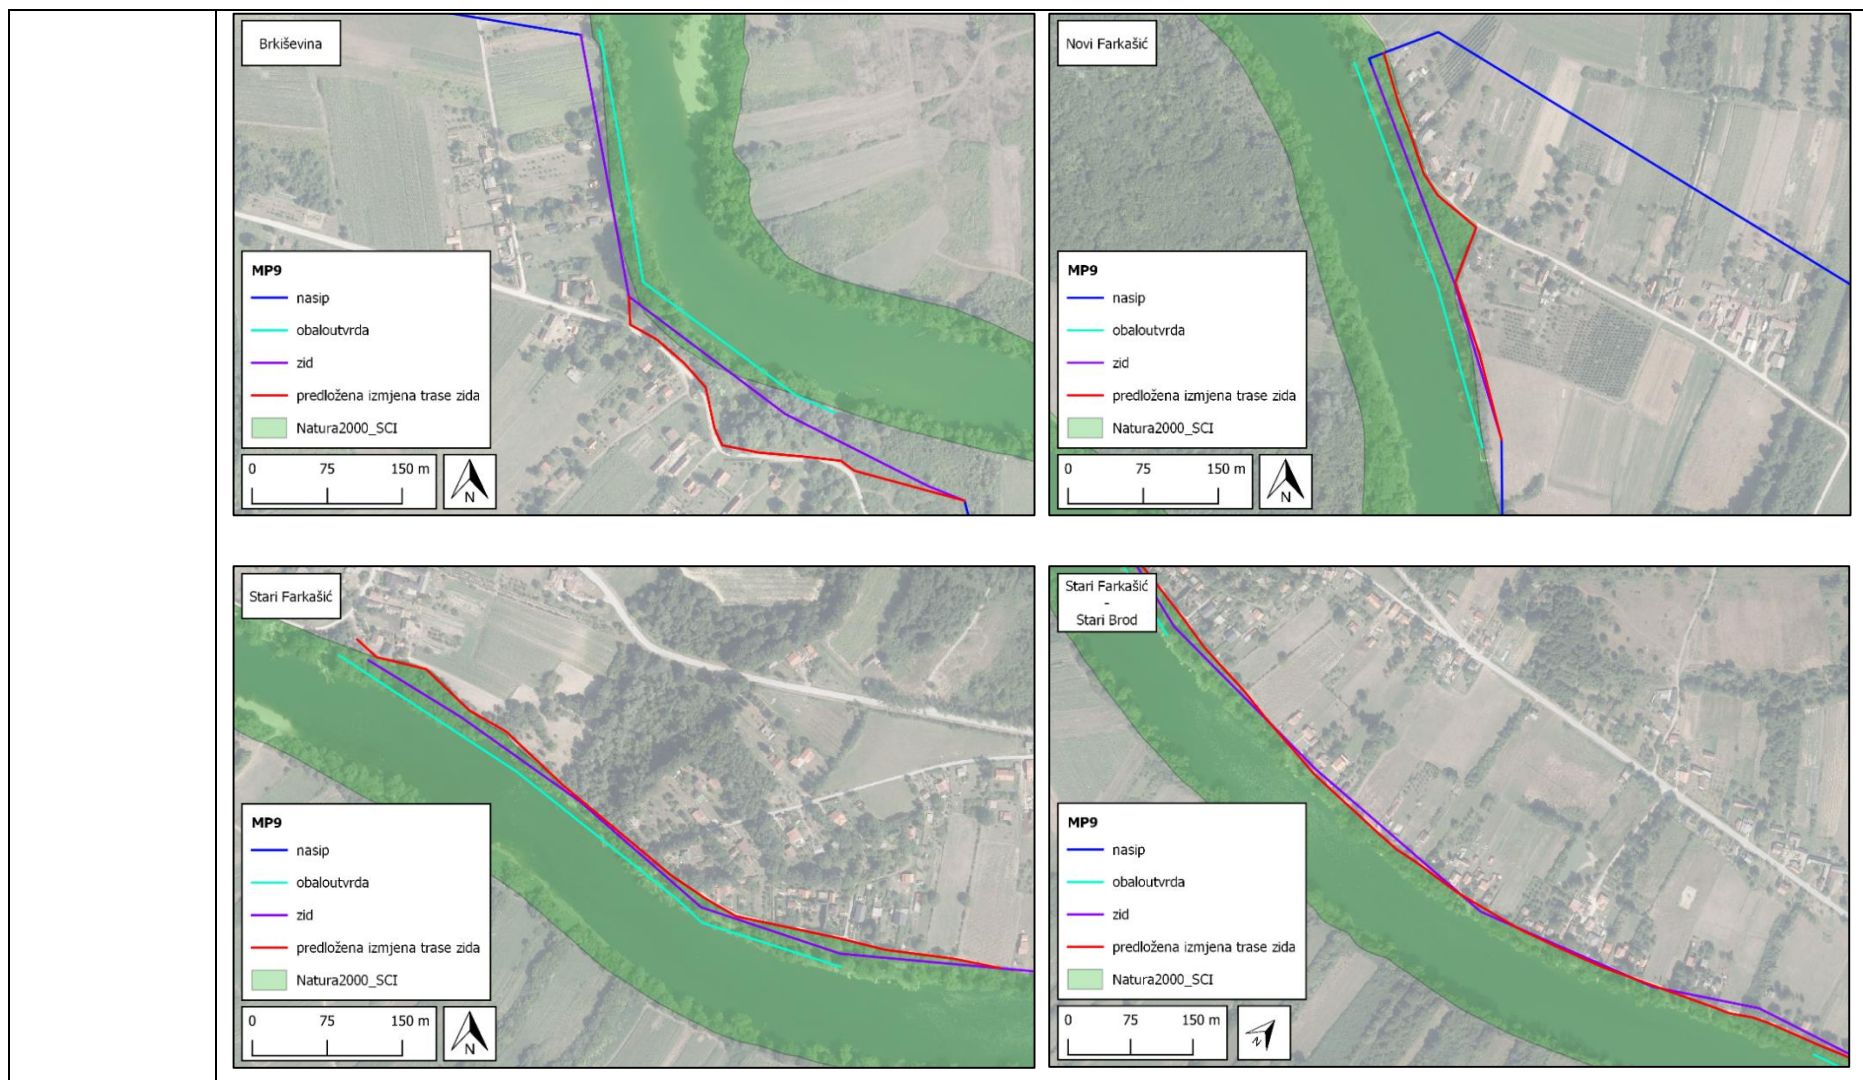 Brkiševina
MP9
nasip
obaloutvrda
zid
predložena izmjena trase zida
Natura2000_SCI
0 75 150 m
N
Novi Farkašić
MP9
nasip
obaloutvrda
zid
predložena izmjena trase zida
Natura2000_SCI
0 75 150 m
N
Stari Farkašić
MP9
nasip
obaloutvrda
zid
predložena izmjena trase zida
Natura2000_SCI
0 75 150 m
N
Stari Farkašić
-
Stari Brod
MP9
nasip
obaloutvrda
zid
predložena izmjena trase zida
Natura2000_SCI
0 75 150 m
N